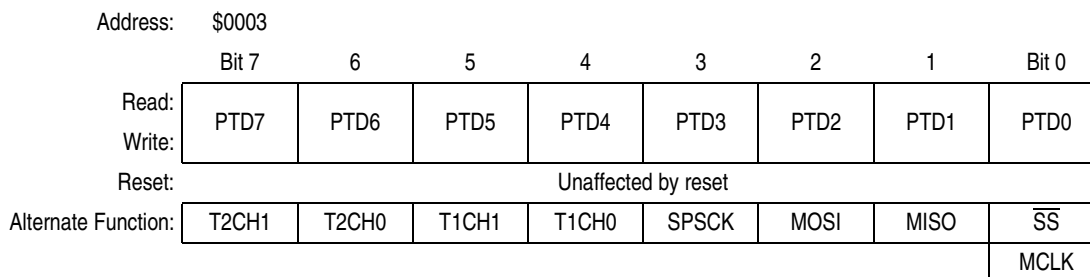 Address: $0003
Bit 7 6 5 4 3 2 1 Bit 0
Read:
PTD7 PTD6 PTD5 PTD4 PTD3 PTD2 PTD1 PTD0
Write:
Reset: Unaffected by reset
Alternate Function: T2CH1 T2CH0 T1CH1 T1CH0 SPSCK MOSI MISO S̅S̅
MCLK